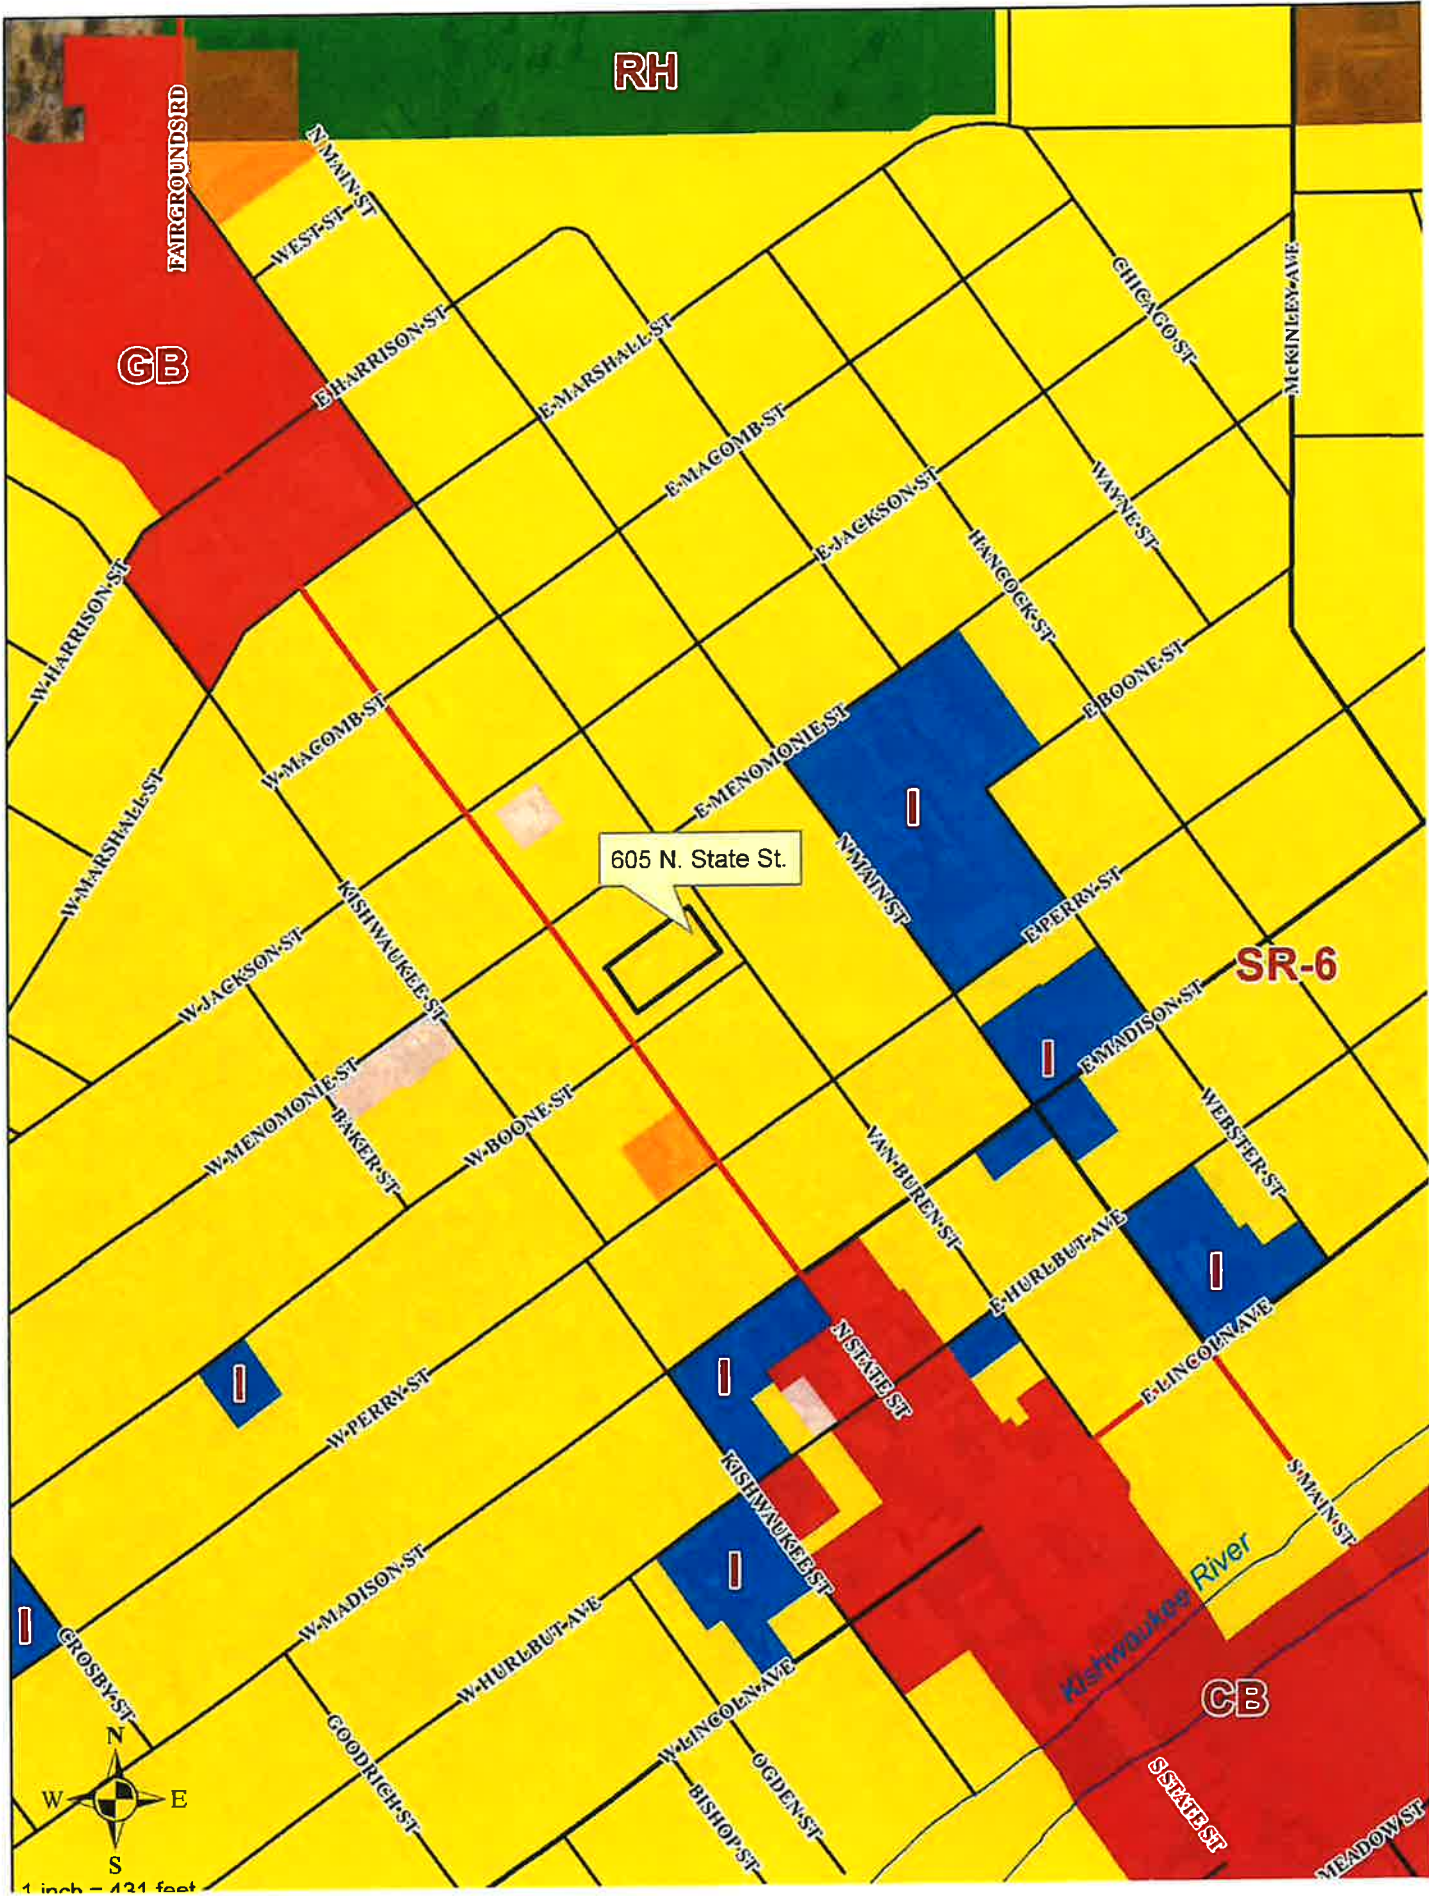 RH
FAIRGROUNDS RD
N MAIN ST
WEST ST
CHICAGO ST
McKINLEY AVE
GB
E HARRISON ST
E MARSHALL ST
E MACOMB ST
E JACKSON ST
WAYNE ST
HANCOCK ST
W HARRISON ST
E BOONE ST
W MACOMB ST
E MENOMONIE ST
W MARSHALL ST
I
605 N. State St.
N MAIN ST
KISHWAUKEE ST
E PERRY ST
SR-6
W JACKSON ST
E MADISON ST
I
W MENOMONIE ST
BAKER ST
W BOONE ST
WEBSTER ST
VAN BUREN ST
E HURLBUT AVE
I
E LINCOLN AVE
N STATE ST
I
I
W PERRY ST
KISHWAUKEE ST
S MAIN ST
I
W MADISON ST
Kishwaukee River
I
CROSBY ST
W HURLBUT AVE
W LINCOLN AVE
CB
GOODRICH ST
OGDEN ST
BISHOP ST
S STATE ST
MEADOW ST
N
W E
S
1 inch = 431 feet